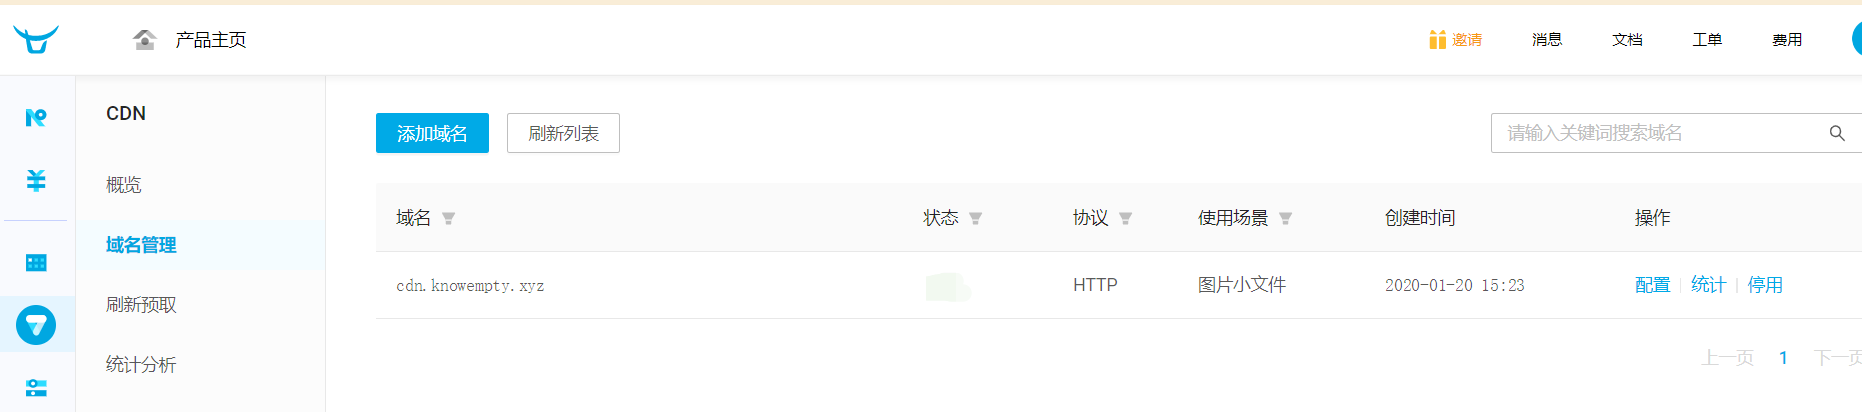 产品主页 邀请 消息 文档 工单 费用
CDN
概览
域名管理
刷新预取
统计分析
添加域名 刷新列表 请输入关键词搜索域名
域名 状态 协议 使用场景 创建时间 操作
cdn.knowempty.xyz HTTP 图片小文件 2020-01-20 15:23 配置 | 统计 | 停用
上一页 1 下一页